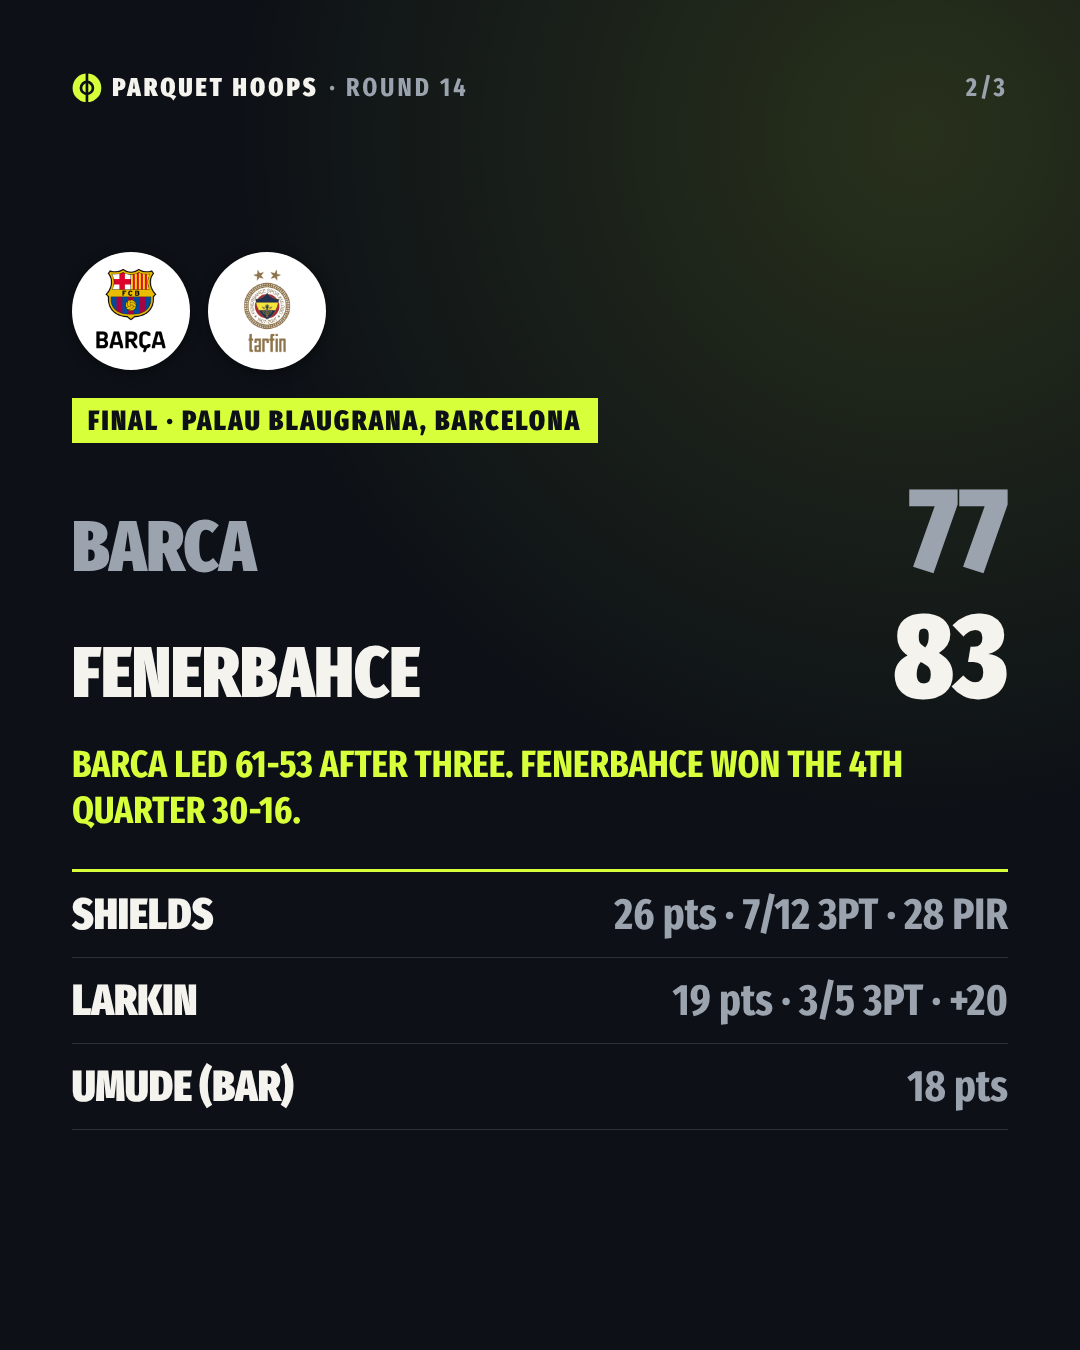 PARQUET HOOPS · ROUND 14
2/3
FCB
BARÇA
tarfin
FINAL · PALAU BLAUGRANA, BARCELONA
BARCA 77
FENERBAHCE 83
BARCA LED 61-53 AFTER THREE. FENERBAHCE WON THE 4TH
QUARTER 30-16.
SHIELDS 26 pts · 7/12 3PT · 28 PIR
LARKIN 19 pts · 3/5 3PT · +20
UMUDE (BAR) 18 pts